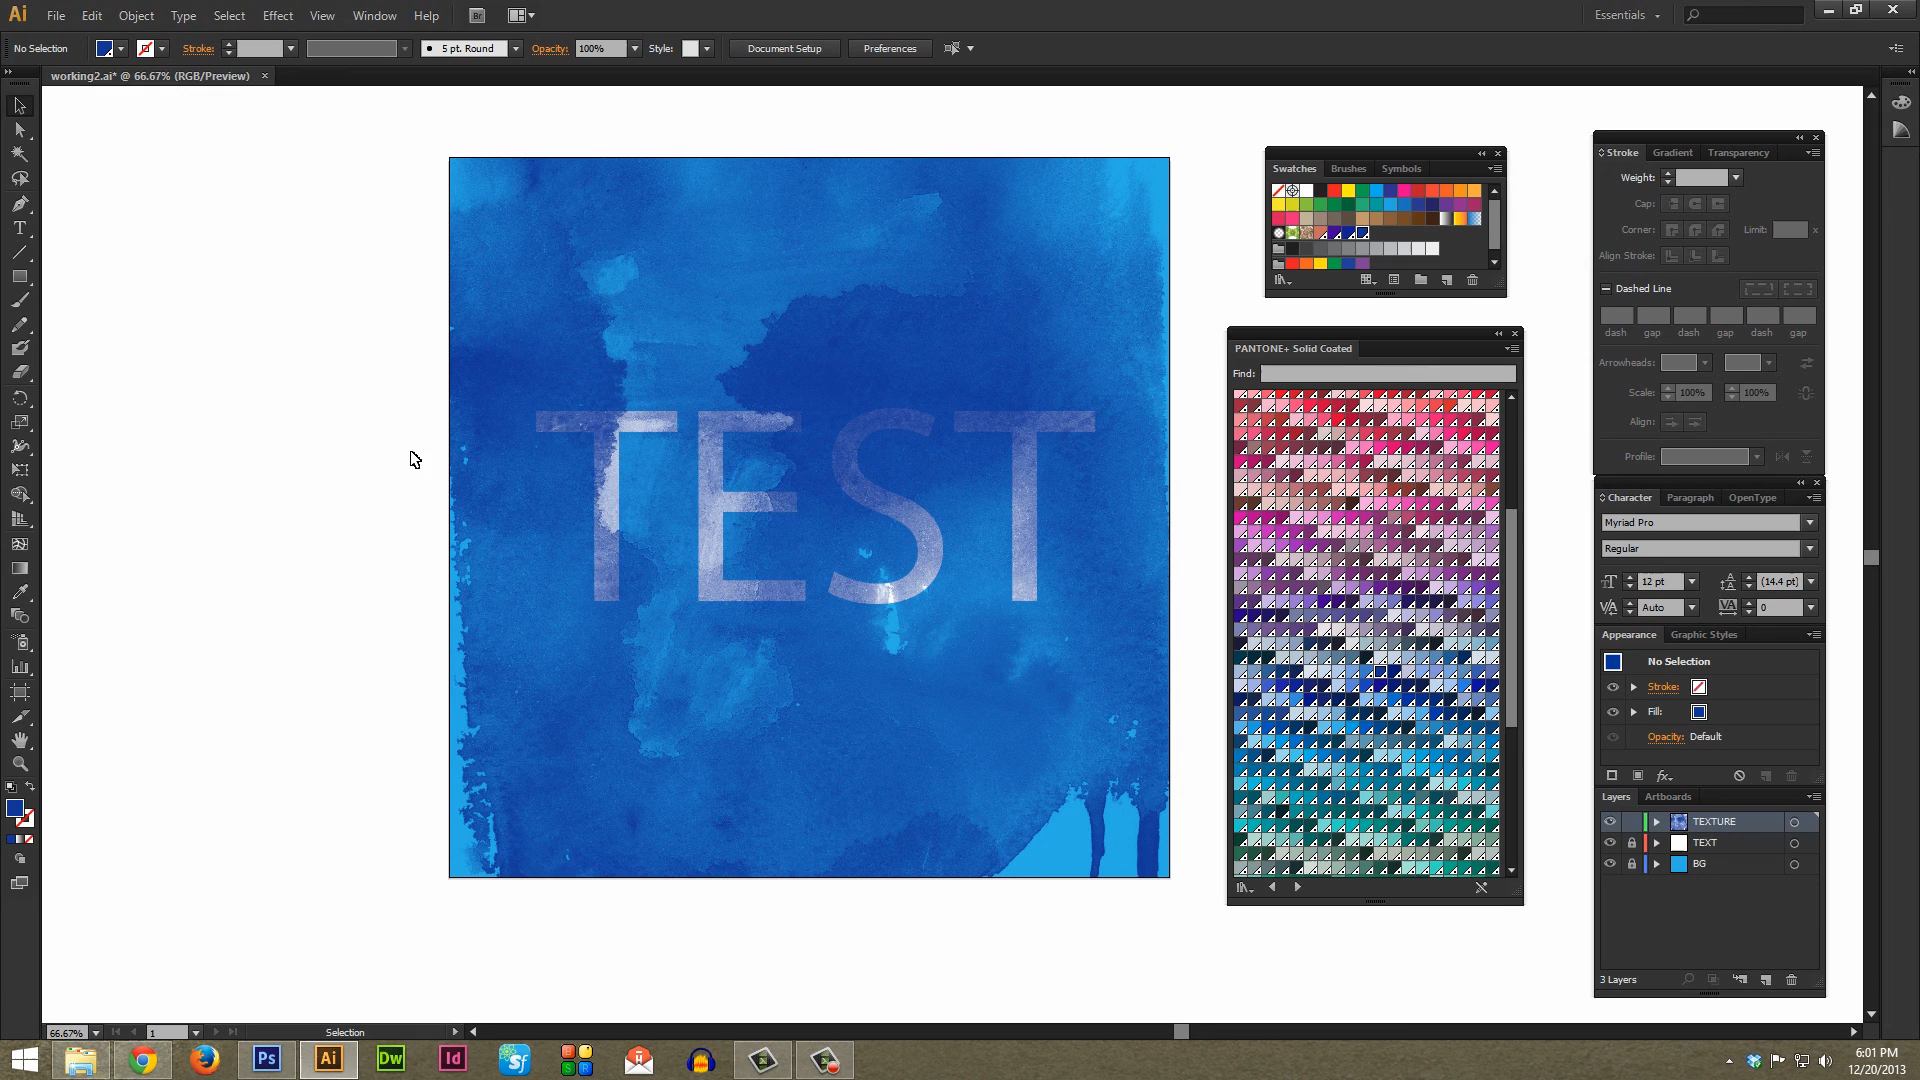 Ai File Edit Object Type Select Effect View Window Help Br Essentials
No Selection Stroke: 5 pt. Round Opacity: 100% Style: Document Setup Preferences
working2.ai* @ 66.67% (RGB/Preview)
TEST
Swatches Brushes Symbols
PANTONE+ Solid Coated
Find:
Stroke Gradient Transparency
Weight:
Cap:
Corner: Limit: x
Align Stroke:
Dashed Line
dash gap dash gap dash gap
Arrowheads:
Scale: 100% 100%
Align:
Profile:
Character Paragraph OpenType
Myriad Pro
Regular
12 pt (14.4 pt)
Auto 0
Appearance Graphic Styles
No Selection
Stroke:
Fill:
Opacity: Default
Layers Artboards
TEXTURE
TEXT
BG
3 Layers
66.67% 1 Selection
Ps Ai Dw Id
6:01 PM
12/20/2013